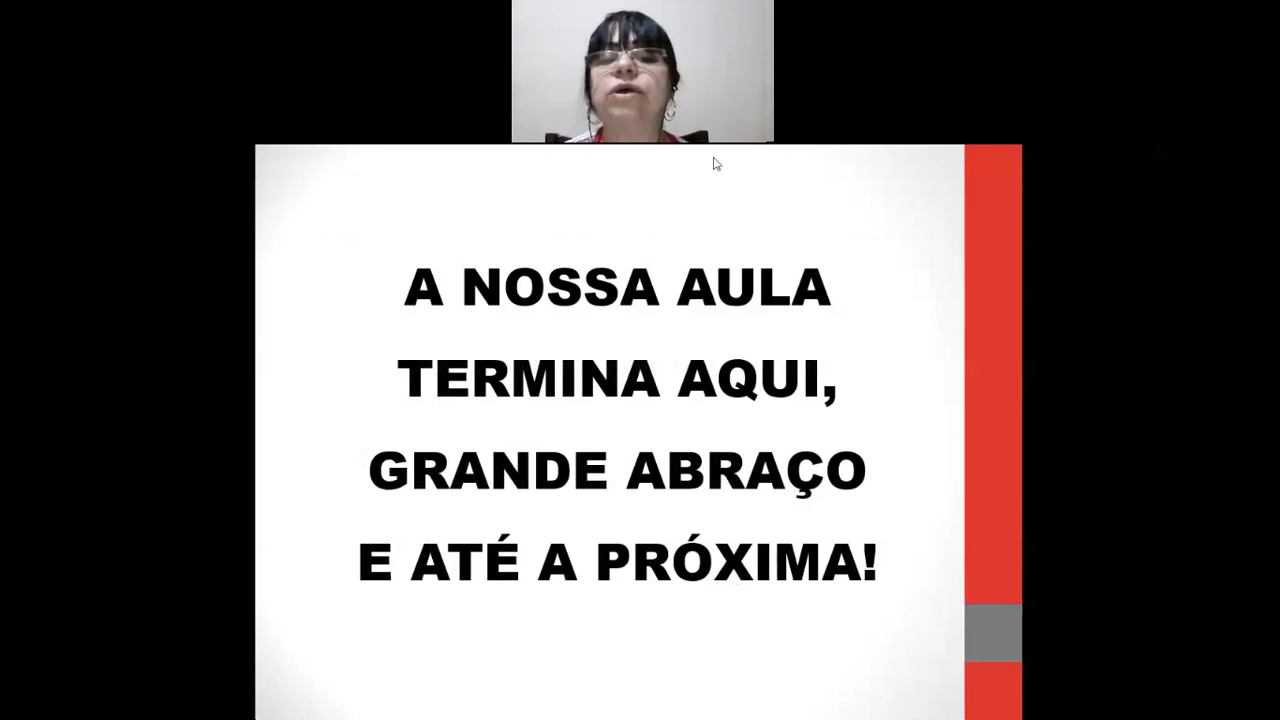 A NOSSA AULA
TERMINA AQUI,
GRANDE ABRAÇO
E ATÉ A PRÓXIMA!